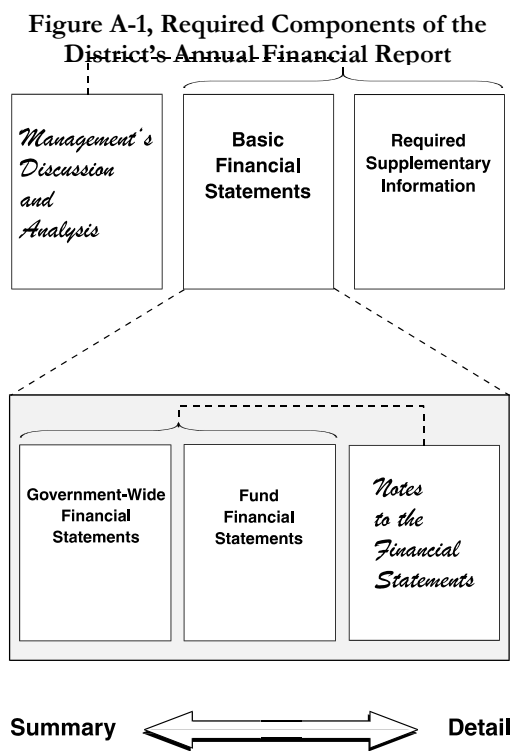 Figure A-1, Required Components of the
District's Annual Financial Report
Management's
Discussion
and
Analysis
Basic
Financial
Statements
Required
Supplementary
Information
Government-Wide
Financial
Statements
Fund
Financial
Statements
Notes
to the
Financial
Statements
Summary
Detail